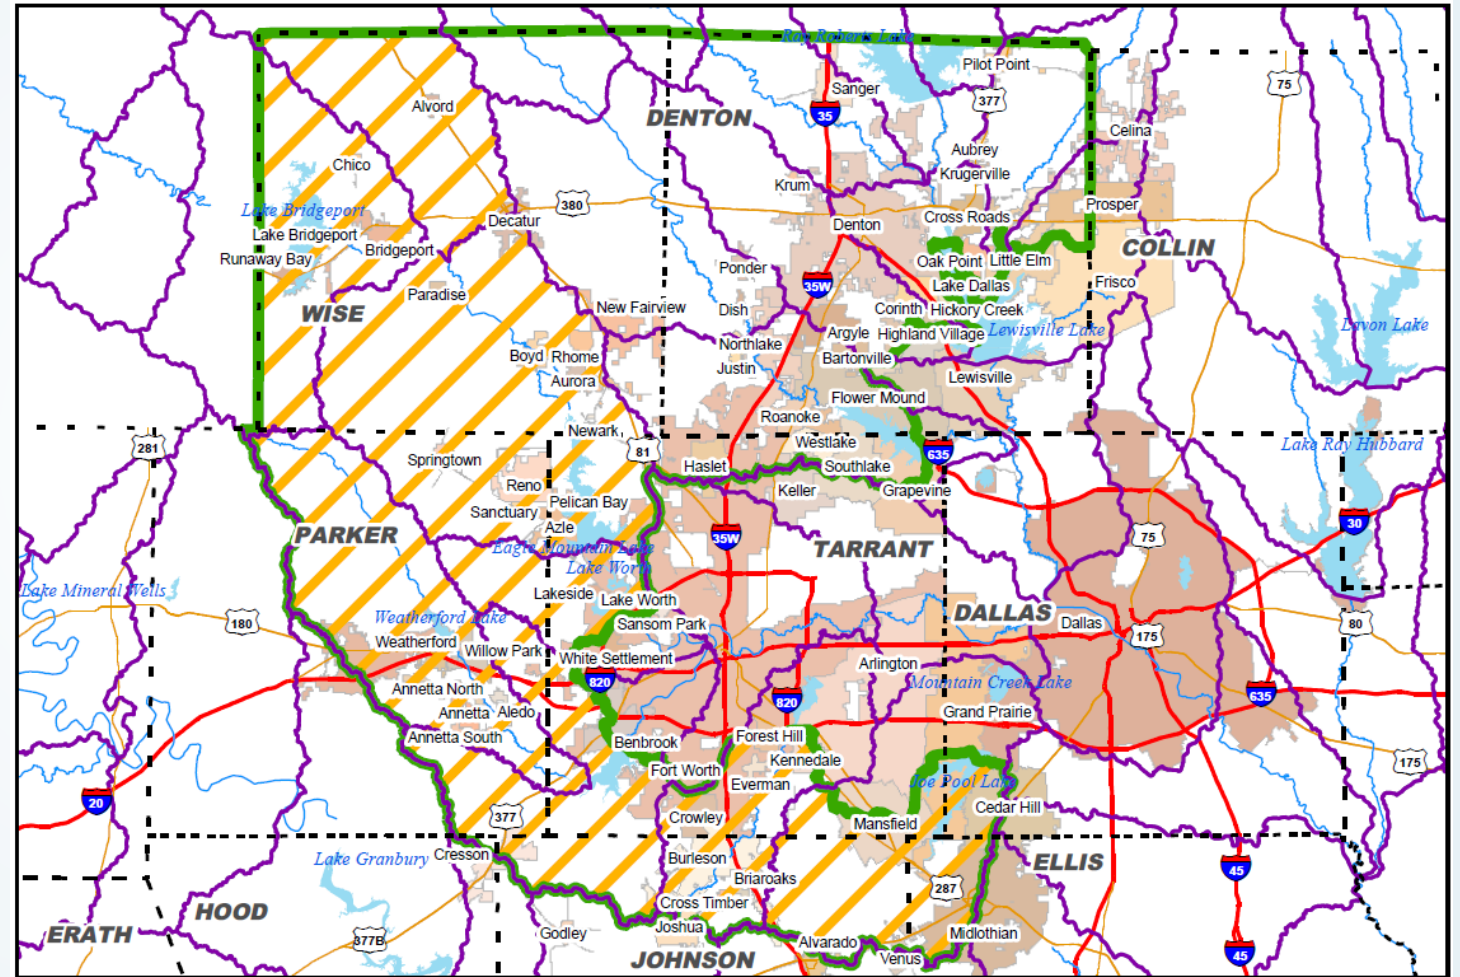 Ray Roberts Lake
Pilot Point
75
Sanger
377
Alvord
35
DENTON
Celina
Aubrey
Chico
Krugerville
Krum
380
Prosper
Lake Bridgeport
Decatur
Cross Roads
Denton
Lake Bridgeport
COLLIN
Bridgeport
Runaway Bay
Oak Point
Little Elm
Ponder
35W
Lake Dallas
Frisco
Paradise
New Fairview
Dish
Corinth
Hickory Creek
WISE
Lavon Lake
Argyle
Highland Village
Lewisville Lake
Northlake
Boyd
Rhome
Bartonville
Justin
Aurora
Lewisville
Flower Mound
Roanoke
Newark
Westlake
Lake Ray Hubbard
281
81
635
Springtown
Haslet
Southlake
Reno
Keller
Grapevine
Pelican Bay
Sanctuary
Azle
30
PARKER
35W
75
Eagle Mountain Lake
TARRANT
Lake Worth
Lake Mineral Wells
Lakeside
Lake Worth
DALLAS
Weatherford Lake
180
Sansom Park
Dallas
80
Weatherford
175
Willow Park
White Settlement
Arlington
820
Mountain Creek Lake
Annetta North
635
820
Annetta
Aledo
Grand Prairie
Annetta South
Forest Hill
Benbrook
Kennedale
175
Fort Worth
Everman
Joe Pool Lake
20
Cedar Hill
377
Crowley
Mansfield
Lake Granbury
Cresson
Burleson
ELLIS
45
Briaroaks
287
Cross Timber
HOOD
Joshua
ERATH
377B
Godley
Alvarado
Midlothian
45
Venus
JOHNSON